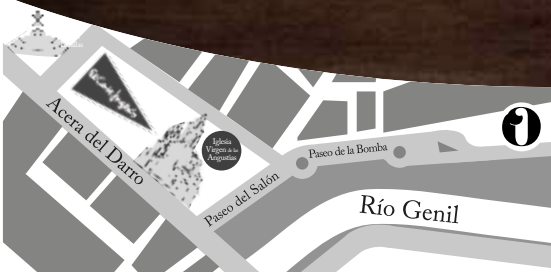 Acera del Darro
Iglesia
Virgen de las
Angustias
Paseo del Salón
Paseo de la Bomba
Río Genil